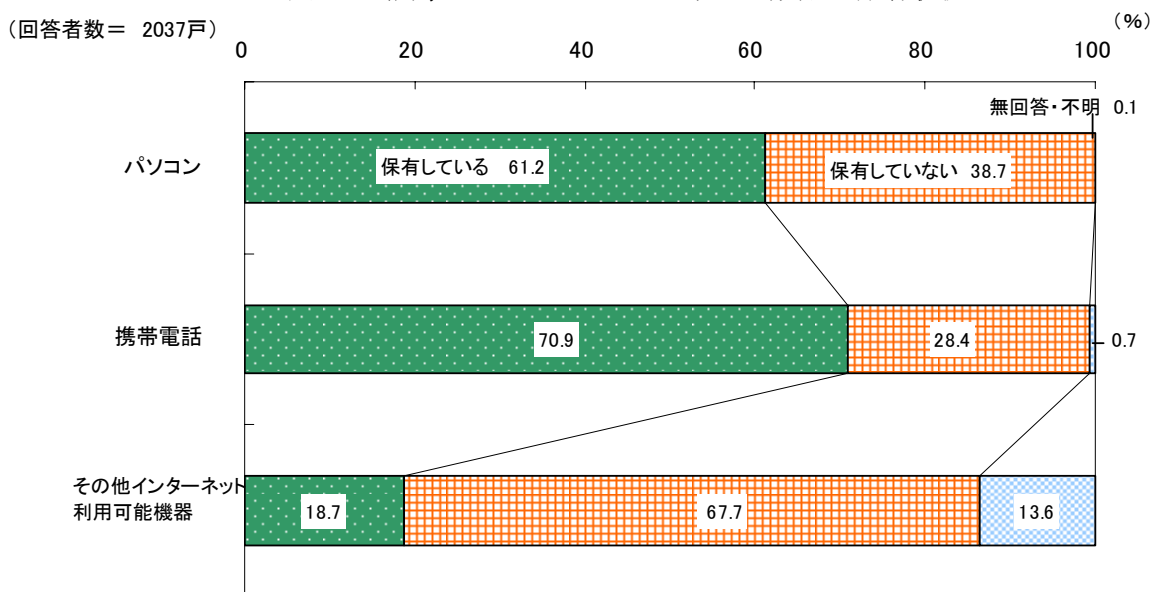 （回答者数＝ 2037戸）
（％）
0 20 40 60 80 100
無回答・不明 0.1
パソコン
保有している 61.2
保有していない 38.7
携帯電話
70.9
28.4
0.7
その他インターネット
利用可能機器
18.7
67.7
13.6